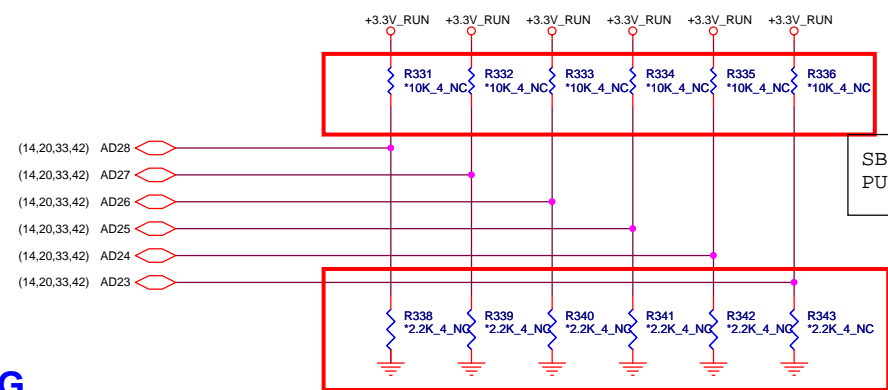 +3.3V_RUN +3.3V_RUN +3.3V_RUN +3.3V_RUN +3.3V_RUN +3.3V_RUN
R331 R332 R333 R334 R335 R336
*10K_4_NC *10K_4_NC *10K_4_NC *10K_4_NC *10K_4_NC *10K_4_NC
(14,20,33,42) AD28
SB
PU
(14,20,33,42) AD27
(14,20,33,42) AD26
(14,20,33,42) AD25
(14,20,33,42) AD24
(14,20,33,42) AD23
R338 R339 R340 R341 R342 R343
*2.2K_4_NC *2.2K_4_NC *2.2K_4_NC *2.2K_4_NC *2.2K_4_NC *2.2K_4_NC
G